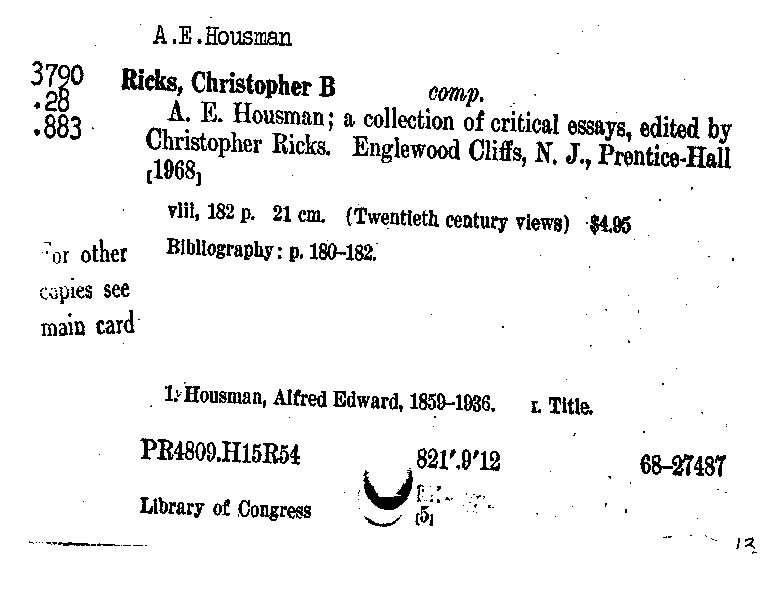 A.E.Housman
3790
.28
.883
Ricks, Christopher B comp.
A. E. Housman; a collection of critical essays, edited by
Christopher Ricks. Englewood Cliffs, N. J., Prentice-Hall
[1968]
viii, 182 p. 21 cm. (Twentieth century views) $4.95
Bibliography: p. 180–182.
For other
copies see
main card
1. Housman, Alfred Edward, 1859–1936. I. Title.
PR4809.H15R54 821'.9'12 68–27487
Library of Congress [5]
12